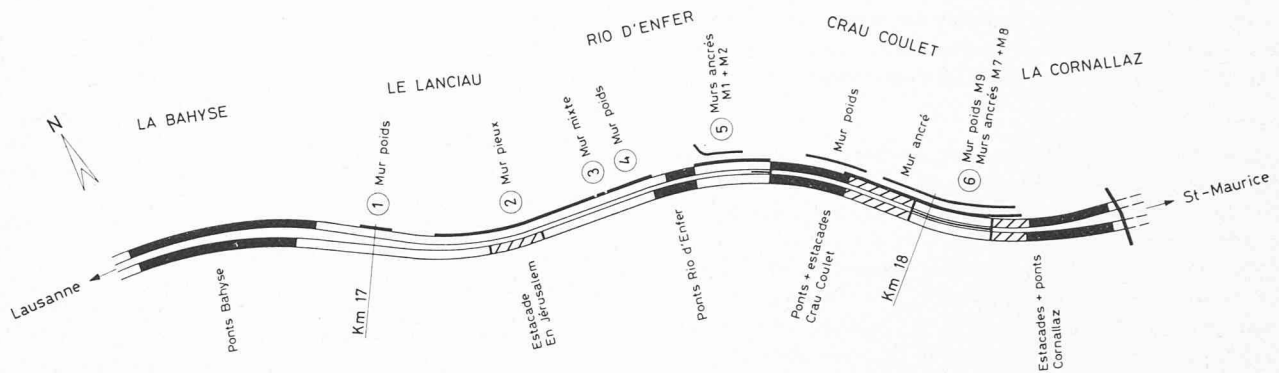 N
LA BAHYSE
LE LANCIAU
RIO D'ENFER
CRAU COULET
LA CORNALLAZ
1 Mur poids
2 Mur pieux
3 Mur mixte
4 Mur poids
5 Murs ancrés
M1 + M2
Mur poids
Mur ancré
6 Mur poids M9
Murs ancrés M7 + M8
Lausanne
St-Maurice
Ponts Bahyse
Km 17
Estacade
En Jérusalem
Ponts Rio d'Enfer
Ponts + estacades
Crau Coulet
Km 18
Estacades + ponts
Cornallaz